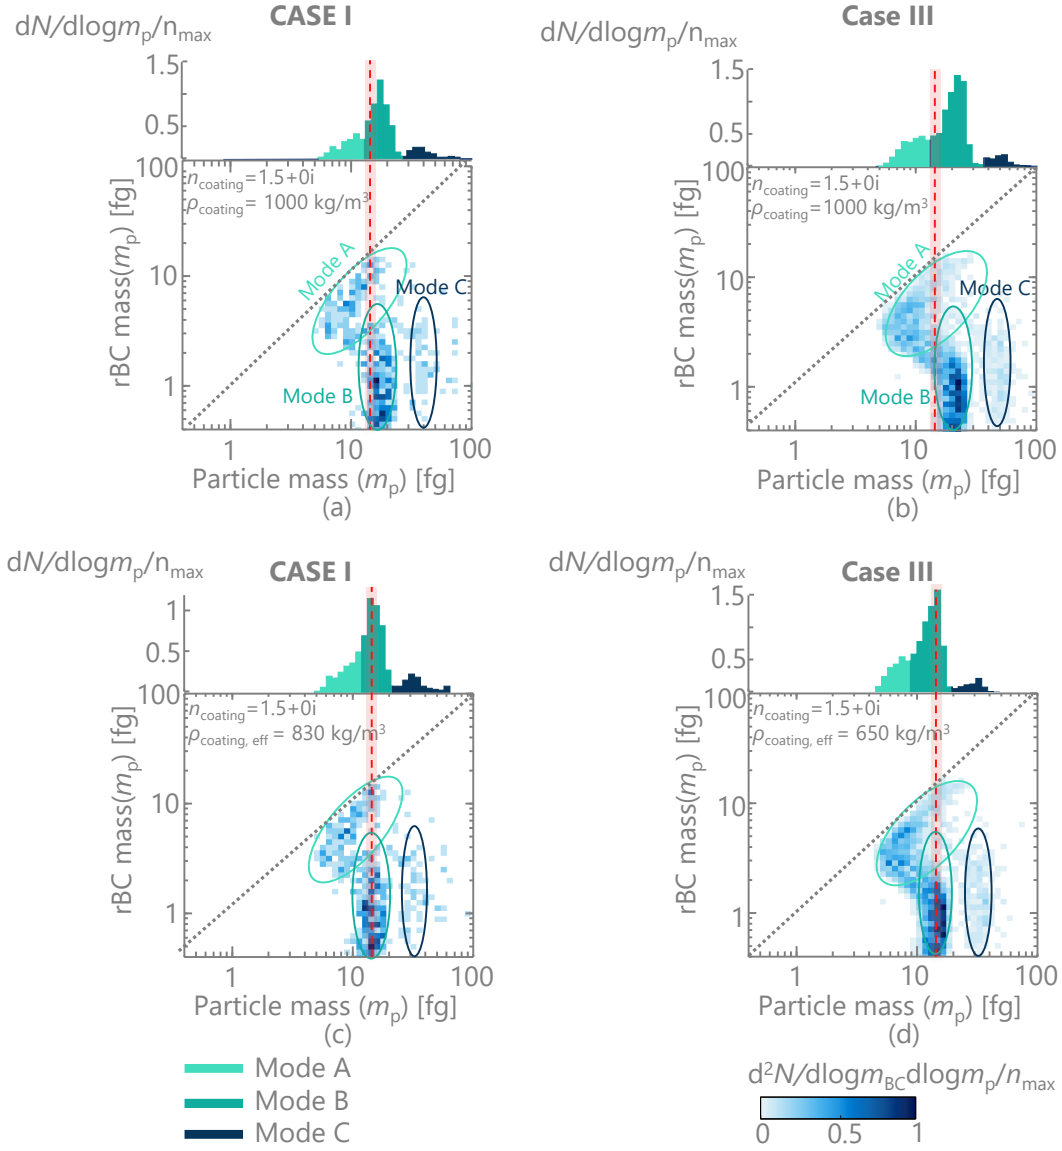 CASE I
dN/dlogmp/nmax
1.5
0.5
100
10
1
rBC mass(mp) [fg]
ncoating=1.5+0i
ρcoating = 1000 kg/m³
Mode A
Mode B
Mode C
1 10 100
Particle mass (mp) [fg]
(a)
Case III
dN/dlogmp/nmax
1.5
0.5
100
10
1
rBC mass(mp) [fg]
ncoating=1.5+0i
ρcoating=1000 kg/m³
Mode A
Mode B
Mode C
1 10 100
Particle mass (mp) [fg]
(b)
CASE I
dN/dlogmp/nmax
1
0.5
100
10
1
rBC mass(mp) [fg]
ncoating=1.5+0i
ρcoating, eff = 830 kg/m³
1 10 100
Particle mass (mp) [fg]
(c)
Case III
dN/dlogmp/nmax
1.5
0.5
100
10
1
rBC mass(mp) [fg]
ncoating=1.5+0i
ρcoating, eff = 650 kg/m³
1 10 100
Particle mass (mp) [fg]
(d)
Mode A
Mode B
Mode C
d²N/dlogmBCdlogmp/nmax
0 0.5 1